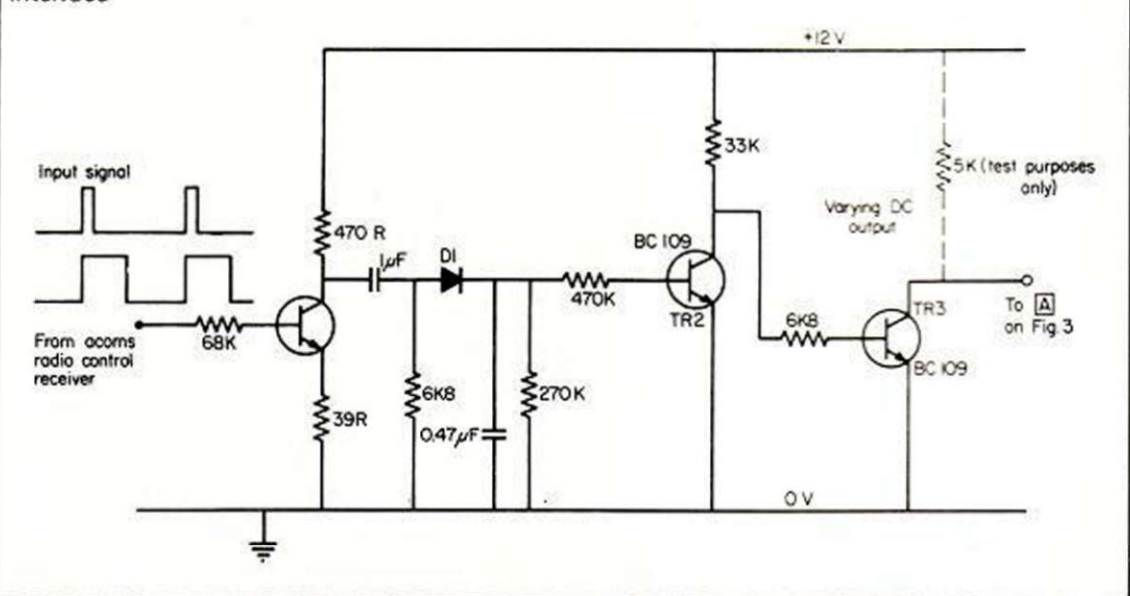 +12 V
33K
5K (test purposes
only)
Input signal
Varying DC
output
470 R
1µF
D1
BC 109
470K
TR2
To A
on Fig. 3
TR3
6K8
From acoms
radio control
receiver
68K
BC 109
6K8
270K
39R
0.47µF
0 V